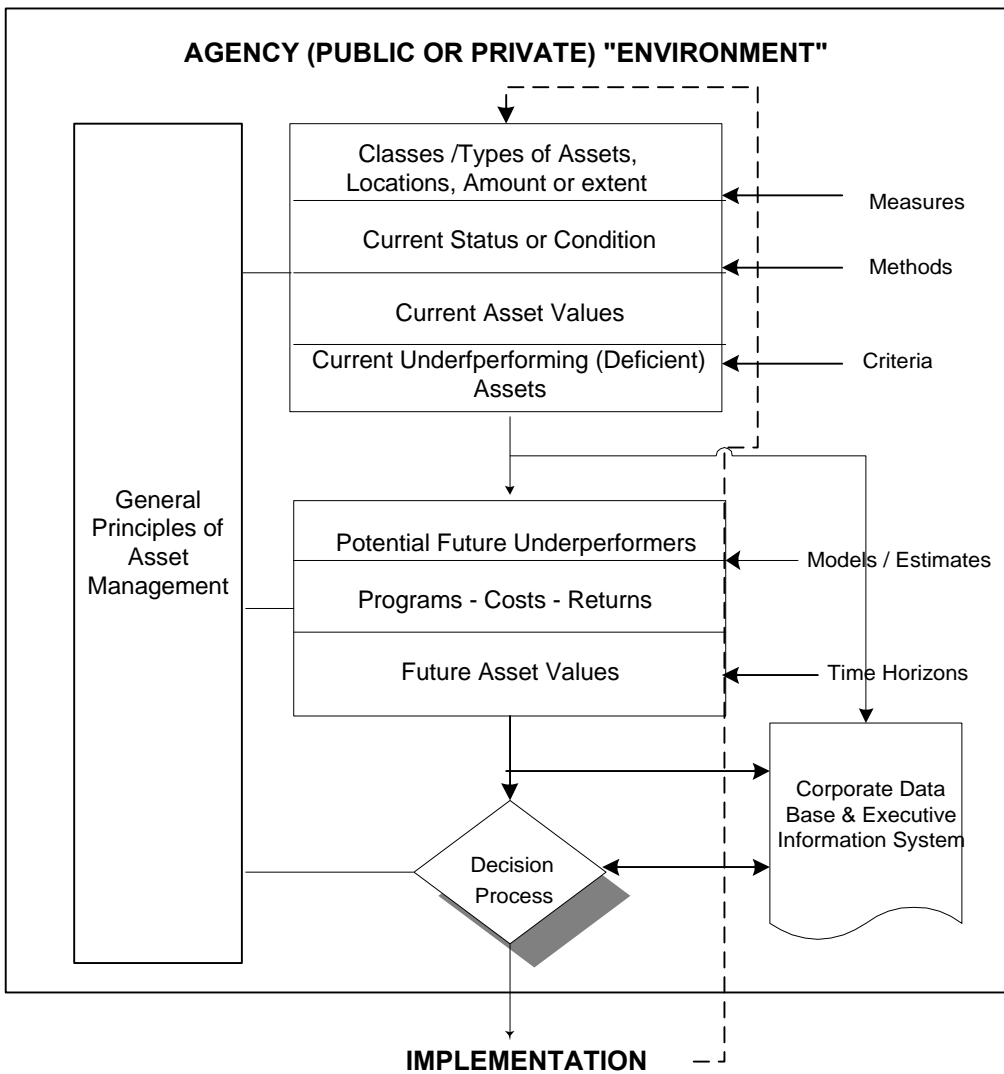 AGENCY (PUBLIC OR PRIVATE) "ENVIRONMENT"
Classes /Types of Assets,
Locations, Amount or extent
Measures
Current Status or Condition
Methods
Current Asset Values
Current Underfperforming (Deficient)
Assets
Criteria
General
Principles of
Asset
Management
Potential Future Underperformers
Models / Estimates
Programs - Costs - Returns
Future Asset Values
Time Horizons
Corporate Data
Base & Executive
Information System
Decision
Process
IMPLEMENTATION